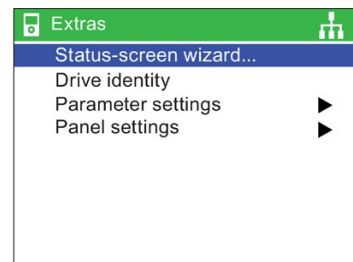 Extras
Status-screen wizard...
Drive identity
Parameter settings
Panel settings